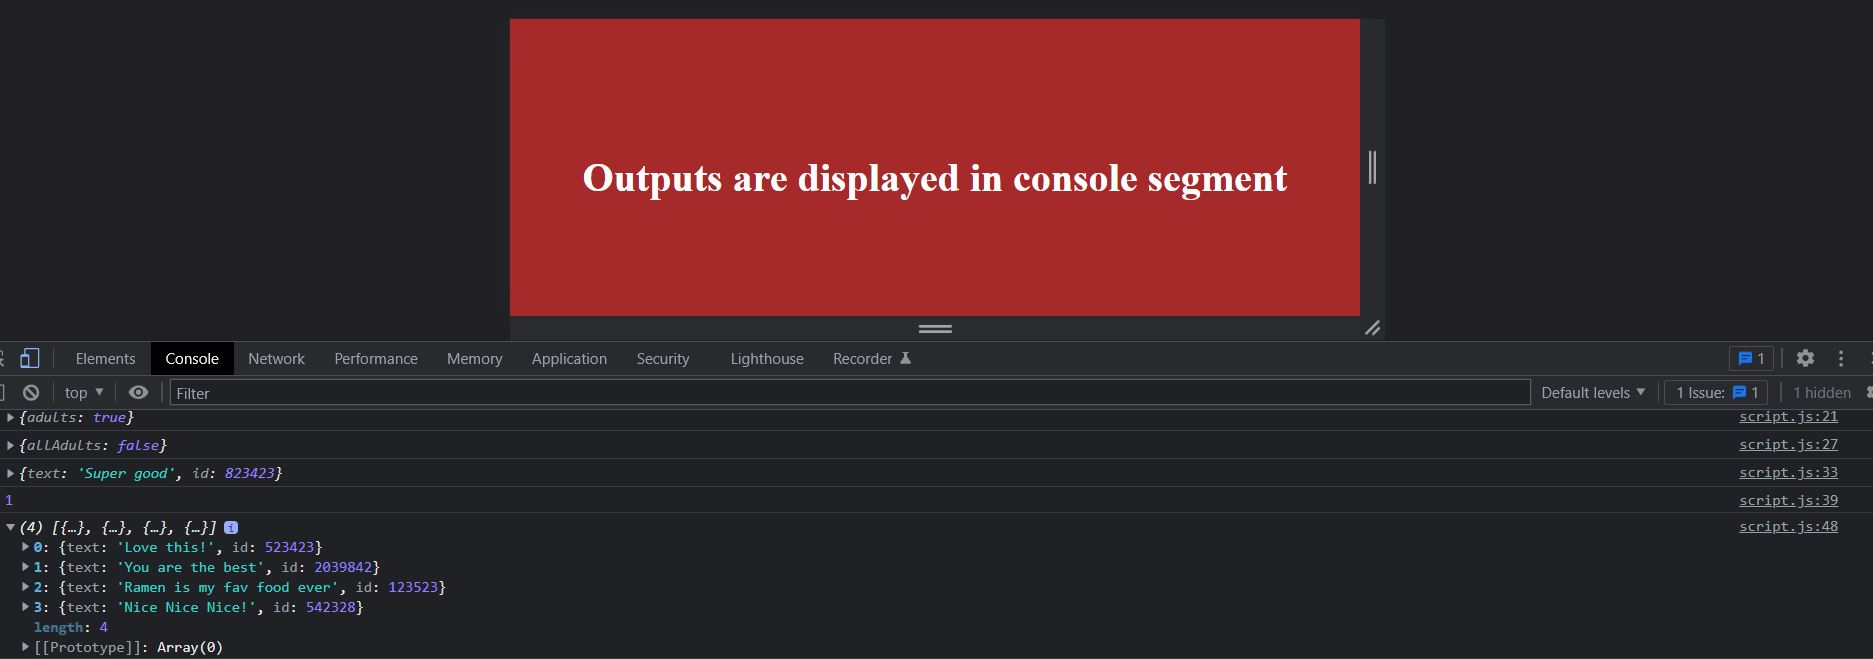 Outputs are displayed in console segment
Elements Console Network Performance Memory Application Security Lighthouse Recorder 1
top Filter Default levels 1 Issue: 1 1 hidden
{adults: true} script.js:21
{allAdults: false} script.js:27
{text: 'Super good', id: 823423} script.js:33
1 script.js:39
(4) [{…}, {…}, {…}, {…}] i script.js:48
0: {text: 'Love this!', id: 523423}
1: {text: 'You are the best', id: 2039842}
2: {text: 'Ramen is my fav food ever', id: 123523}
3: {text: 'Nice Nice Nice!', id: 542328}
length: 4
[[Prototype]]: Array(0)